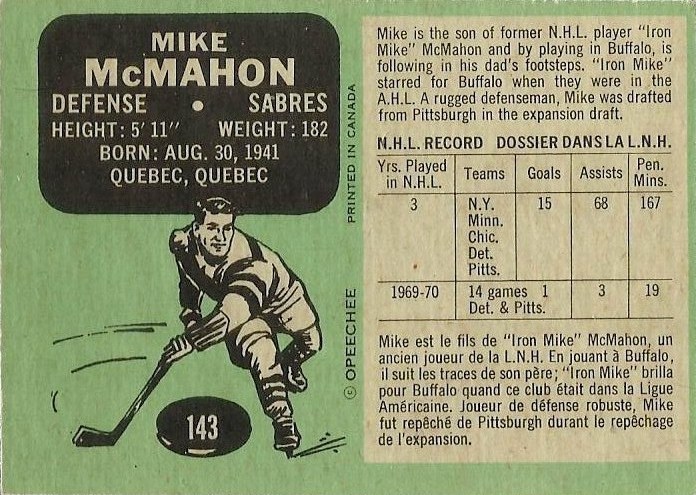 MIKE
McMAHON
DEFENSE • SABRES
HEIGHT: 5' 11" WEIGHT: 182
BORN: AUG. 30, 1941
QUEBEC, QUEBEC
143
© OPEECHEE PRINTED IN CANADA
Mike is the son of former N.H.L. player "Iron
Mike" McMahon and by playing in Buffalo, is
following in his dad's footsteps. "Iron Mike"
starred for Buffalo when they were in the
A.H.L. A rugged defenseman, Mike was drafted
from Pittsburgh in the expansion draft.
N.H.L. RECORD DOSSIER DANS LA L.N.H.
Yrs. Played Teams Goals Assists Pen.
in N.H.L. Mins.
3 N.Y. 15 68 167
Minn.
Chic.
Det.
Pitts.
1969-70 14 games 1 3 19
Det. & Pitts.
Mike est le fils de "Iron Mike" McMahon, un
ancien joueur de la L.N.H. En jouant à Buffalo,
il suit les traces de son père; "Iron Mike" brilla
pour Buffalo quand ce club était dans la Ligue
Américaine. Joueur de défense robuste, Mike
fut repêché de Pittsburgh durant le repêchage
de l'expansion.